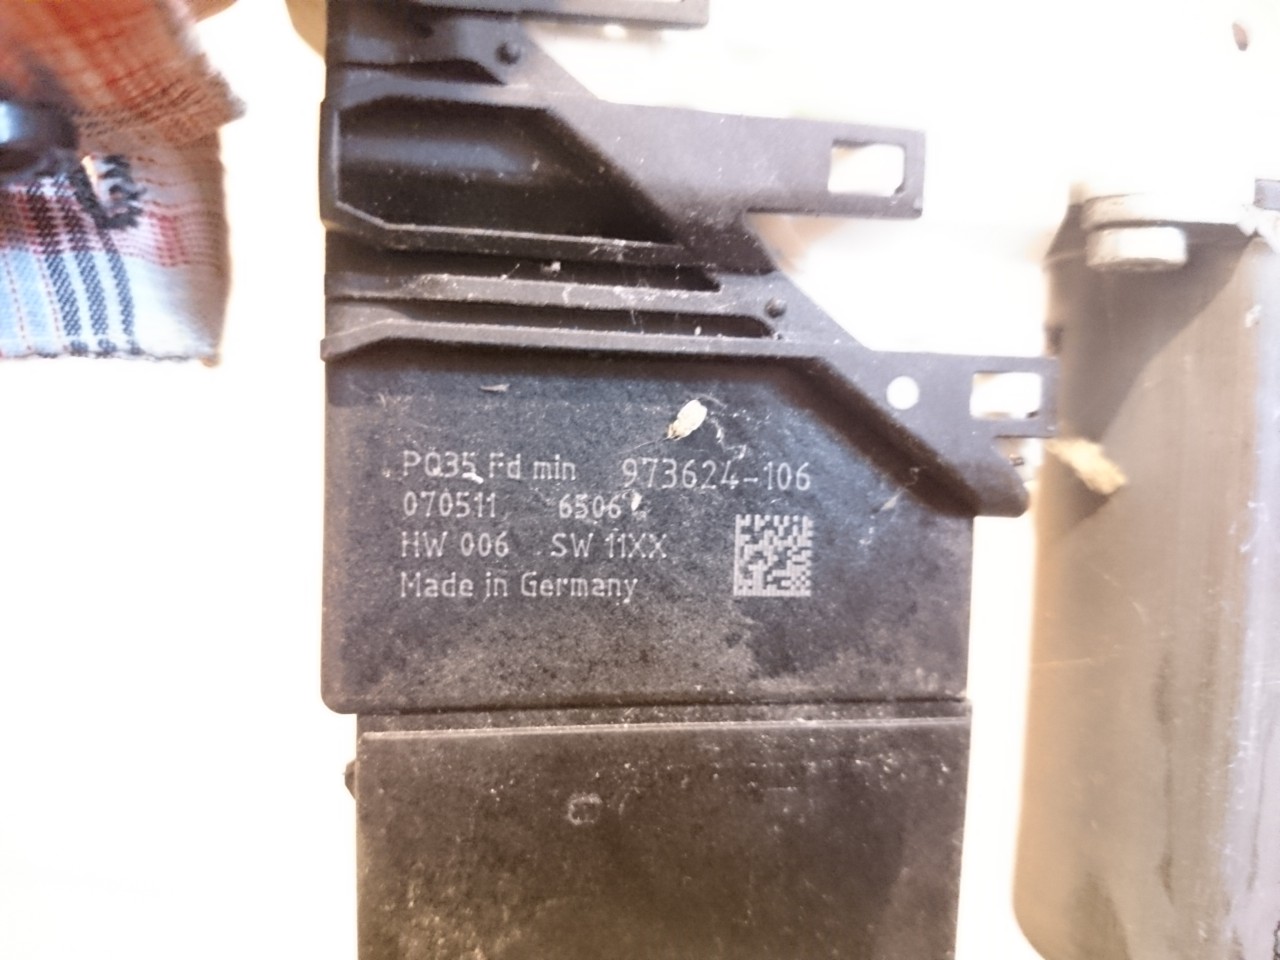 PQ35 Fd min 973624-106
070511 6506
HW 006 SW 11XX
Made in Germany